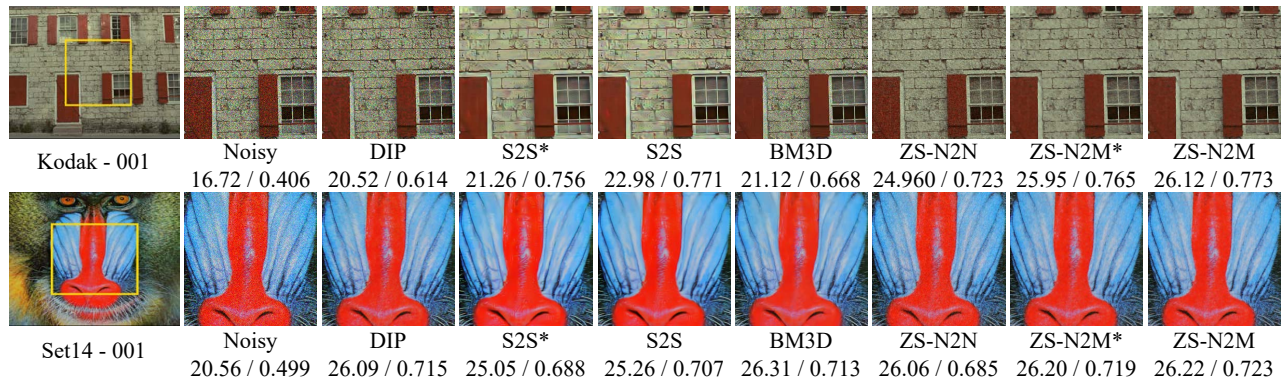 Kodak - 001
Noisy DIP S2S* S2S BM3D ZS-N2N ZS-N2M* ZS-N2M
16.72 / 0.406 20.52 / 0.614 21.26 / 0.756 22.98 / 0.771 21.12 / 0.668 24.960 / 0.723 25.95 / 0.765 26.12 / 0.773
Set14 - 001
Noisy DIP S2S* S2S BM3D ZS-N2N ZS-N2M* ZS-N2M
20.56 / 0.499 26.09 / 0.715 25.05 / 0.688 25.26 / 0.707 26.31 / 0.713 26.06 / 0.685 26.20 / 0.719 26.22 / 0.723